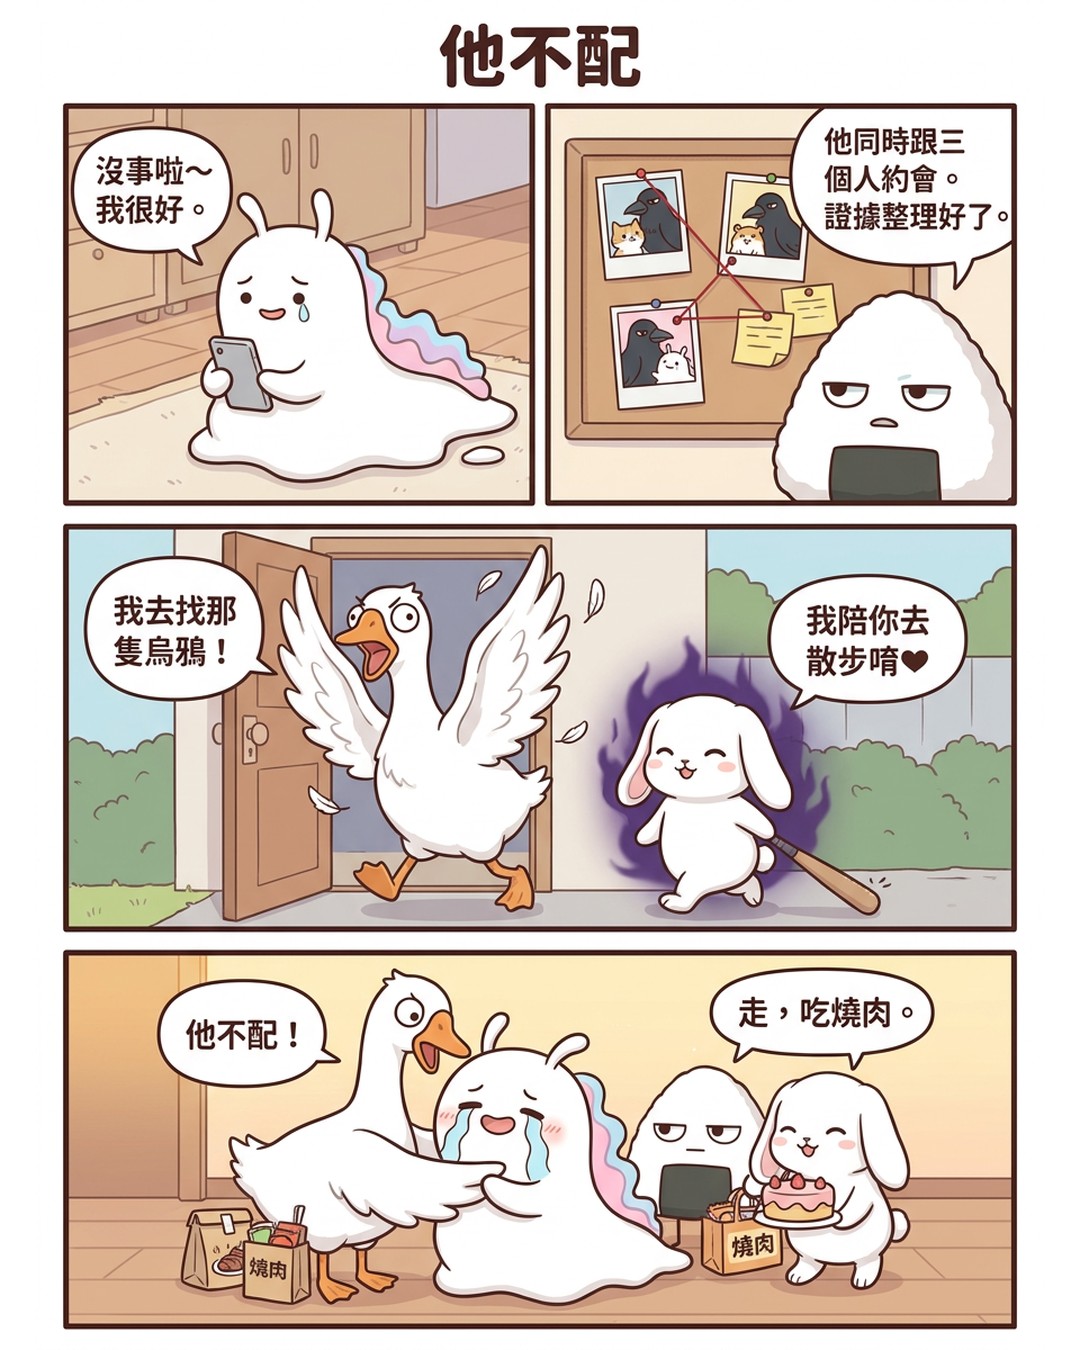 他不配
沒事啦～
我很好。
他同時跟三
個人約會。
證據整理好了。
我去找那
隻烏鴉！
我陪你去
散步唷♥
他不配！
走，吃燒肉。
燒肉
燒肉